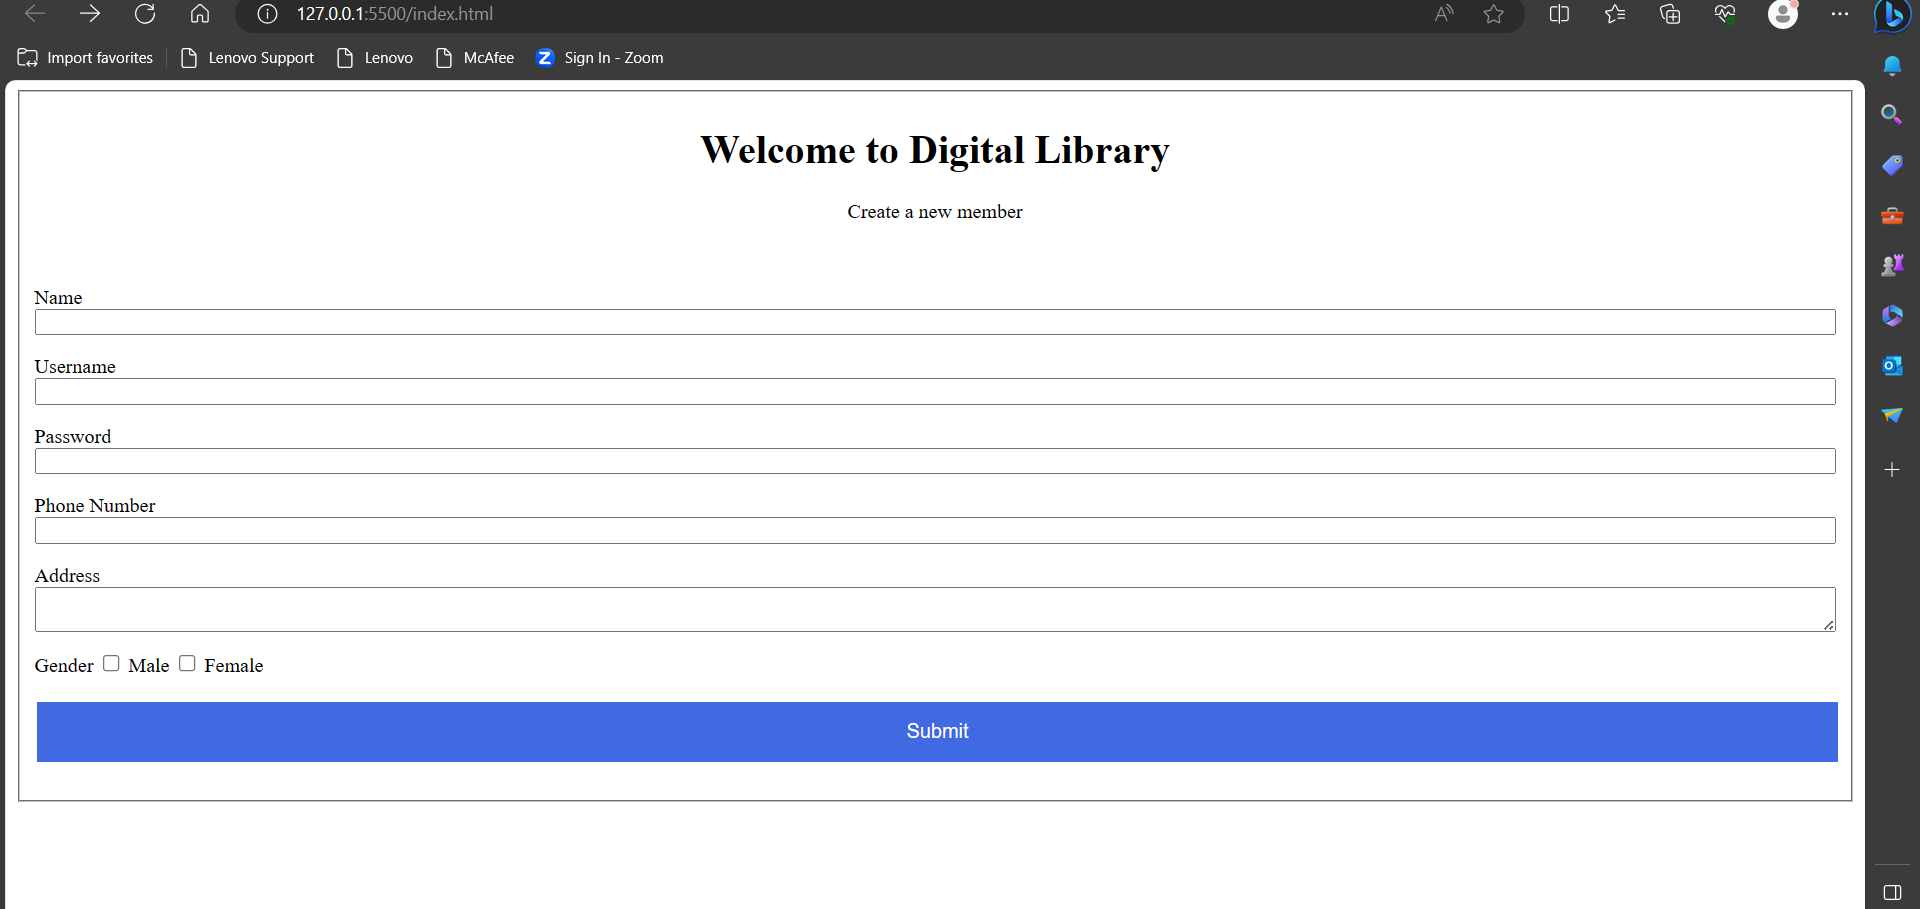 127.0.0.1:5500/index.html
Import favorites Lenovo Support Lenovo McAfee Z Sign In - Zoom
Welcome to Digital Library
Create a new member
Name
Username
Password
Phone Number
Address
Gender Male Female
Submit